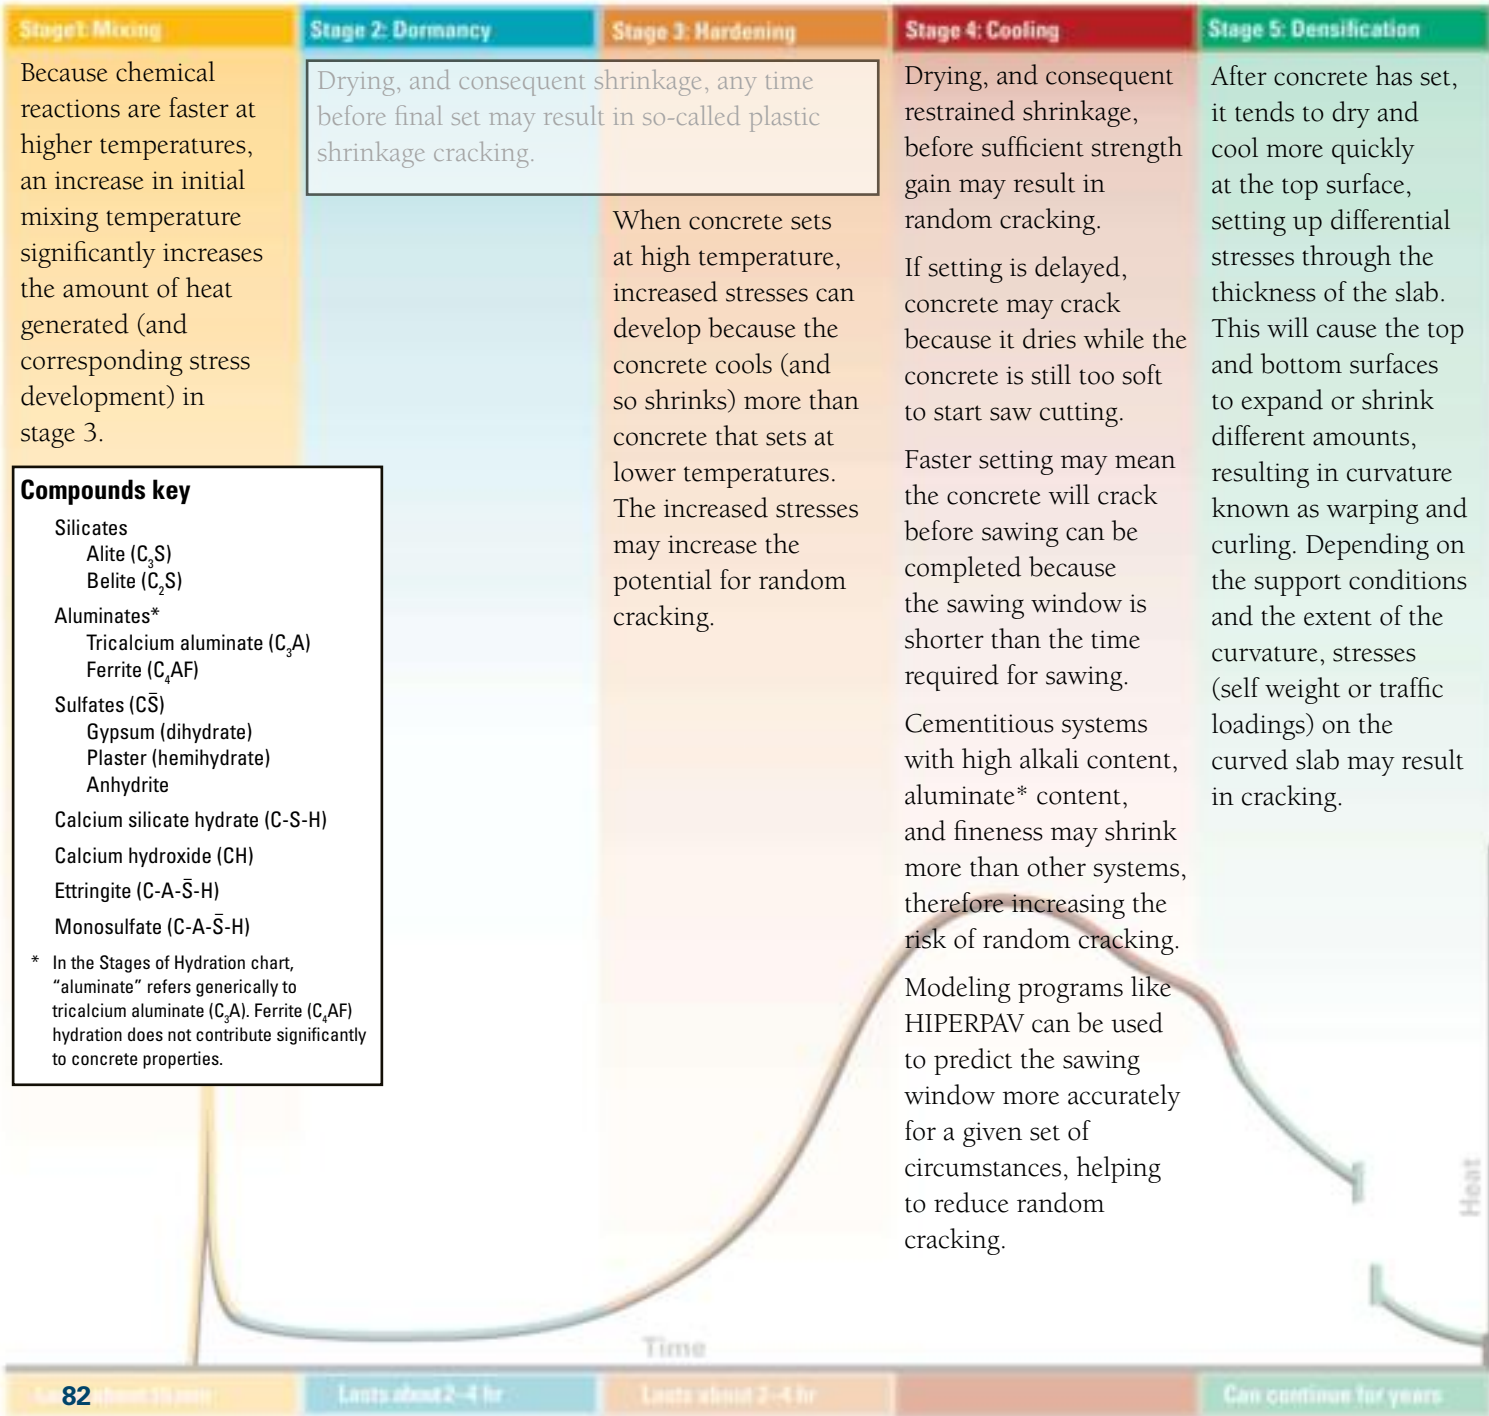 Stage1: Mixing
Because chemical
reactions are faster at
higher temperatures,
an increase in initial
mixing temperature
significantly increases
the amount of heat
generated (and
corresponding stress
development) in
stage 3.
Stage 2: Dormancy
Stage 3: Hardening
Drying, and consequent shrinkage, any time
before final set may result in so-called plastic
shrinkage cracking.
When concrete sets
at high temperature,
increased stresses can
develop because the
concrete cools (and
so shrinks) more than
concrete that sets at
lower temperatures.
The increased stresses
may increase the
potential for random
cracking.
Stage 4: Cooling
Drying, and consequent
restrained shrinkage,
before sufficient strength
gain may result in
random cracking.
If setting is delayed,
concrete may crack
because it dries while the
concrete is still too soft
to start saw cutting.
Faster setting may mean
the concrete will crack
before sawing can be
completed because
the sawing window is
shorter than the time
required for sawing.
Cementitious systems
with high alkali content,
aluminate* content,
and fineness may shrink
more than other systems,
therefore increasing the
risk of random cracking.
Modeling programs like
HIPERPAV can be used
to predict the sawing
window more accurately
for a given set of
circumstances, helping
to reduce random
cracking.
Stage 5: Densification
After concrete has set,
it tends to dry and
cool more quickly
at the top surface,
setting up differential
stresses through the
thickness of the slab.
This will cause the top
and bottom surfaces
to expand or shrink
different amounts,
resulting in curvature
known as warping and
curling. Depending on
the support conditions
and the extent of the
curvature, stresses
(self weight or traffic
loadings) on the
curved slab may result
in cracking.
Compounds key
Silicates
Alite (C₃S)
Belite (C₂S)
Aluminates*
Tricalcium aluminate (C₃A)
Ferrite (C₄AF)
Sulfates (CS̄)
Gypsum (dihydrate)
Plaster (hemihydrate)
Anhydrite
Calcium silicate hydrate (C-S-H)
Calcium hydroxide (CH)
Ettringite (C-A-S̄-H)
Monosulfate (C-A-S̄-H)
* In the Stages of Hydration chart,
“aluminate” refers generically to
tricalcium aluminate (C₃A). Ferrite (C₄AF)
hydration does not contribute significantly
to concrete properties.
Heat
Time
82
Lasts about 2–4 hr
Lasts about 2–4 hr
Can continue for years